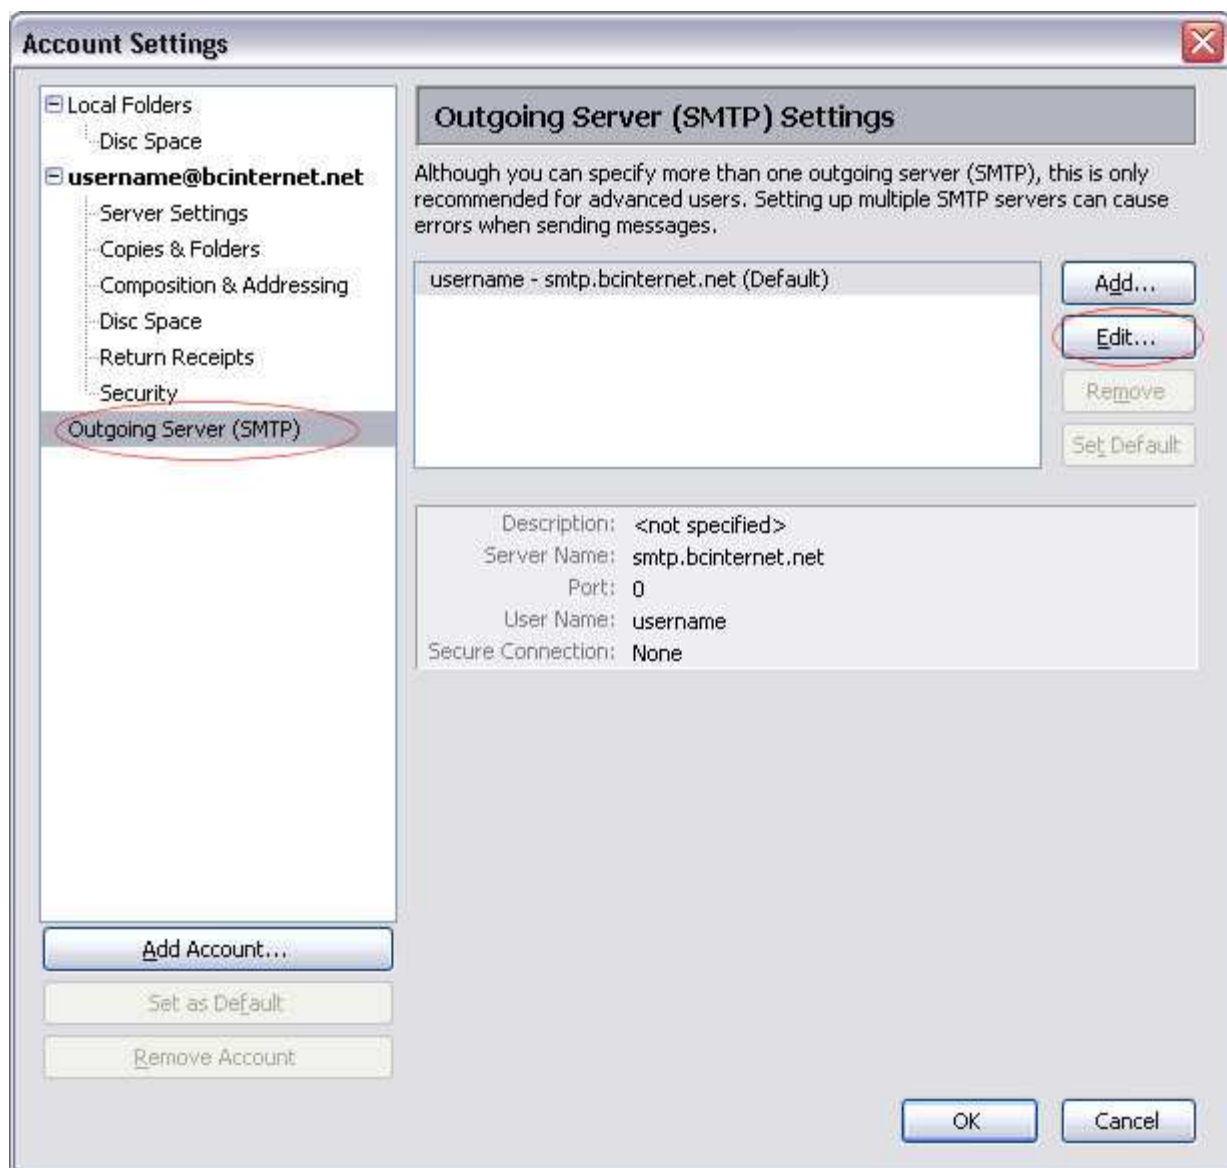 Account Settings
Local Folders
Disc Space
username@bcinternet.net
Server Settings
Copies & Folders
Composition & Addressing
Disc Space
Return Receipts
Security
Outgoing Server (SMTP)
Add Account...
Set as Default
Remove Account
Outgoing Server (SMTP) Settings
Although you can specify more than one outgoing server (SMTP), this is only
recommended for advanced users. Setting up multiple SMTP servers can cause
errors when sending messages.
username - smtp.bcinternet.net (Default)
Add...
Edit...
Remove
Set Default
Description: <not specified>
Server Name: smtp.bcinternet.net
Port: 0
User Name: username
Secure Connection: None
OK
Cancel